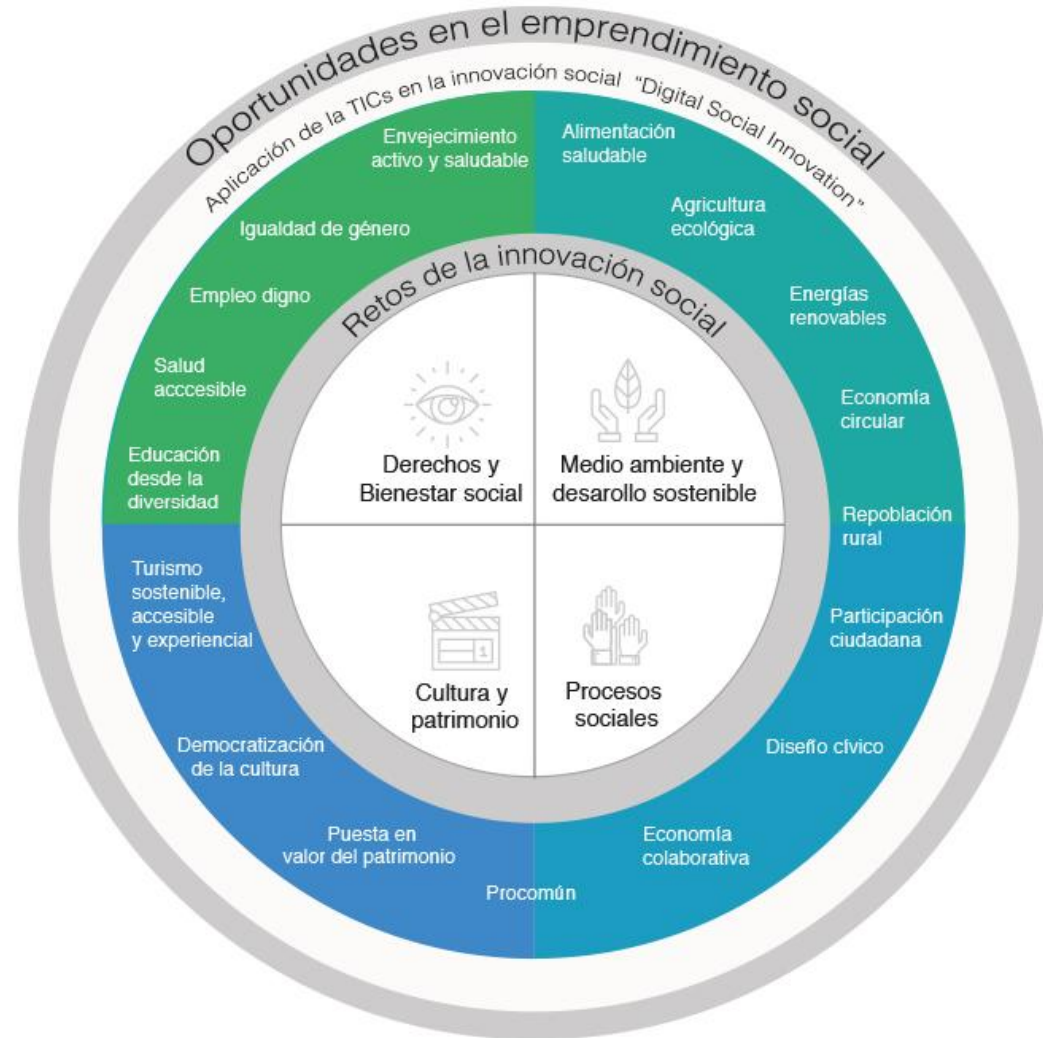 Oportunidades en el emprendimiento social
Aplicación de la TICs en la innovación social "Digital Social Innovation"
Envejecimiento
activo y saludable
Igualdad de género
Empleo digno
Salud
acccesible
Educación
desde la
diversidad
Alimentación
saludable
Agricultura
ecológica
Energías
renovables
Economía
circular
Repoblación
rural
Participación
ciudadana
Diseño cívico
Economía
colaborativa
Procomún
Puesta en
valor del patrimonio
Democratización
de la cultura
Turismo
sostenible,
accesible
y experiencial
Retos de la innovación social
Derechos y
Bienestar social
Medio ambiente y
desarollo sostenible
Cultura y
patrimonio
1
Procesos
sociales